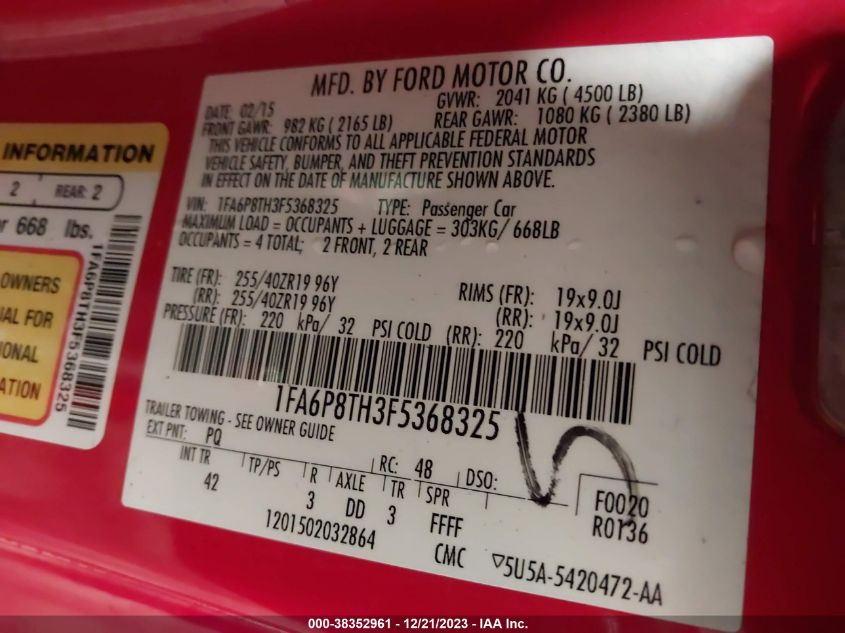 MFD. BY FORD MOTOR CO.
DATE: 02/15 GVWR: 2041 KG ( 4500 LB)
FRONT GAWR: 982 KG ( 2165 LB) REAR GAWR: 1080 KG ( 2380 LB)
THIS VEHICLE CONFORMS TO ALL APPLICABLE FEDERAL MOTOR
VEHICLE SAFETY, BUMPER, AND THEFT PREVENTION STANDARDS
IN EFFECT ON THE DATE OF MANUFACTURE SHOWN ABOVE.
VIN: 1FA6P8TH3F5368325 TYPE: Passenger Car
MAXIMUM LOAD = OCCUPANTS + LUGGAGE = 303KG/ 668LB
OCCUPANTS = 4 TOTAL; 2 FRONT, 2 REAR
TIRE (FR): 255/40ZR19 96Y RIMS (FR): 19x9.0J
(RR): 255/40ZR19 96Y (RR): 19x9.0J
PRESSURE (FR): 220 kPa/ 32 PSI COLD (RR): 220 kPa/ 32 PSI COLD
1FA6P8TH3F5368325
TRAILER TOWING - SEE OWNER GUIDE
EXT PNT: PQ RC: 48 DSO:
INT TR TP/PS R AXLE TR SPR
42 3 DD 3 FFFF
F0020
R0T36
1201502032864 CMC ▽5U5A-5420472-AA
INFORMATION
2 REAR: 2
668 lbs.
OWNERS
FOR
1FA6P8TH3F5368325
000-38352961 - 12/21/2023 - IAA Inc.